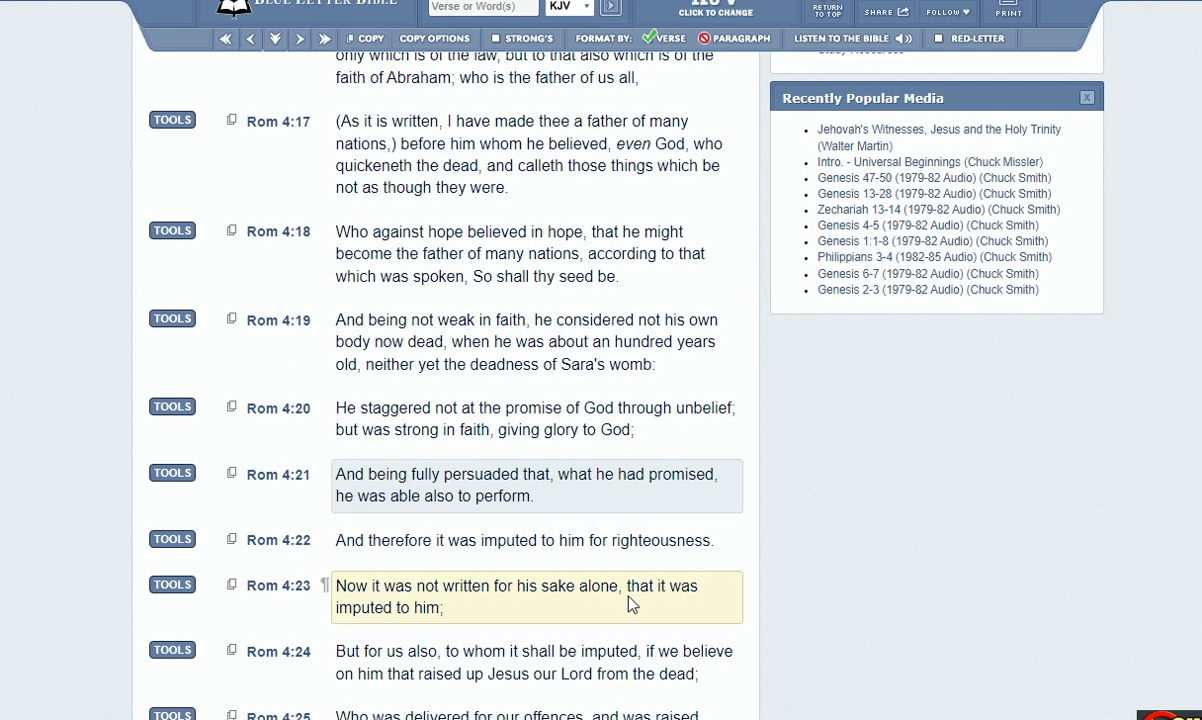 BLUE LETTER BIBLE
Verse or Word(s)
KJV
CLICK TO CHANGE
RETURN
TO TOP
SHARE
FOLLOW
PRINT
COPY
COPY OPTIONS
STRONG'S
FORMAT BY:
VERSE
PARAGRAPH
LISTEN TO THE BIBLE
RED-LETTER
only which is of the law, but to that also which is of the
faith of Abraham; who is the father of us all,
TOOLS
Rom 4:17
(As it is written, I have made thee a father of many
nations,) before him whom he believed, even God, who
quickeneth the dead, and calleth those things which be
not as though they were.
TOOLS
Rom 4:18
Who against hope believed in hope, that he might
become the father of many nations, according to that
which was spoken, So shall thy seed be.
TOOLS
Rom 4:19
And being not weak in faith, he considered not his own
body now dead, when he was about an hundred years
old, neither yet the deadness of Sara's womb:
TOOLS
Rom 4:20
He staggered not at the promise of God through unbelief;
but was strong in faith, giving glory to God;
TOOLS
Rom 4:21
And being fully persuaded that, what he had promised,
he was able also to perform.
TOOLS
Rom 4:22
And therefore it was imputed to him for righteousness.
TOOLS
Rom 4:23
¶
Now it was not written for his sake alone, that it was
imputed to him;
TOOLS
Rom 4:24
But for us also, to whom it shall be imputed, if we believe
on him that raised up Jesus our Lord from the dead;
TOOLS
Rom 4:25
Who was delivered for our offences, and was raised
Recently Popular Media
x
Jehovah's Witnesses, Jesus and the Holy Trinity
(Walter Martin)
Intro. - Universal Beginnings (Chuck Missler)
Genesis 47-50 (1979-82 Audio) (Chuck Smith)
Genesis 13-28 (1979-82 Audio) (Chuck Smith)
Zechariah 13-14 (1979-82 Audio) (Chuck Smith)
Genesis 4-5 (1979-82 Audio) (Chuck Smith)
Genesis 1:1-8 (1979-82 Audio) (Chuck Smith)
Philippians 3-4 (1982-85 Audio) (Chuck Smith)
Genesis 6-7 (1979-82 Audio) (Chuck Smith)
Genesis 2-3 (1979-82 Audio) (Chuck Smith)